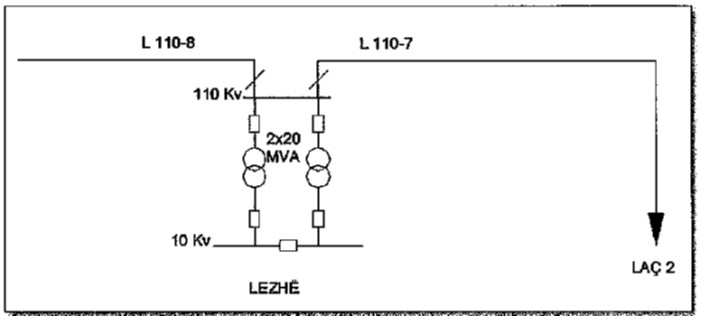 L 110-8
L 110-7
110 Kv
2x20
MVA
10 Kv
LAÇ 2
LEZHË